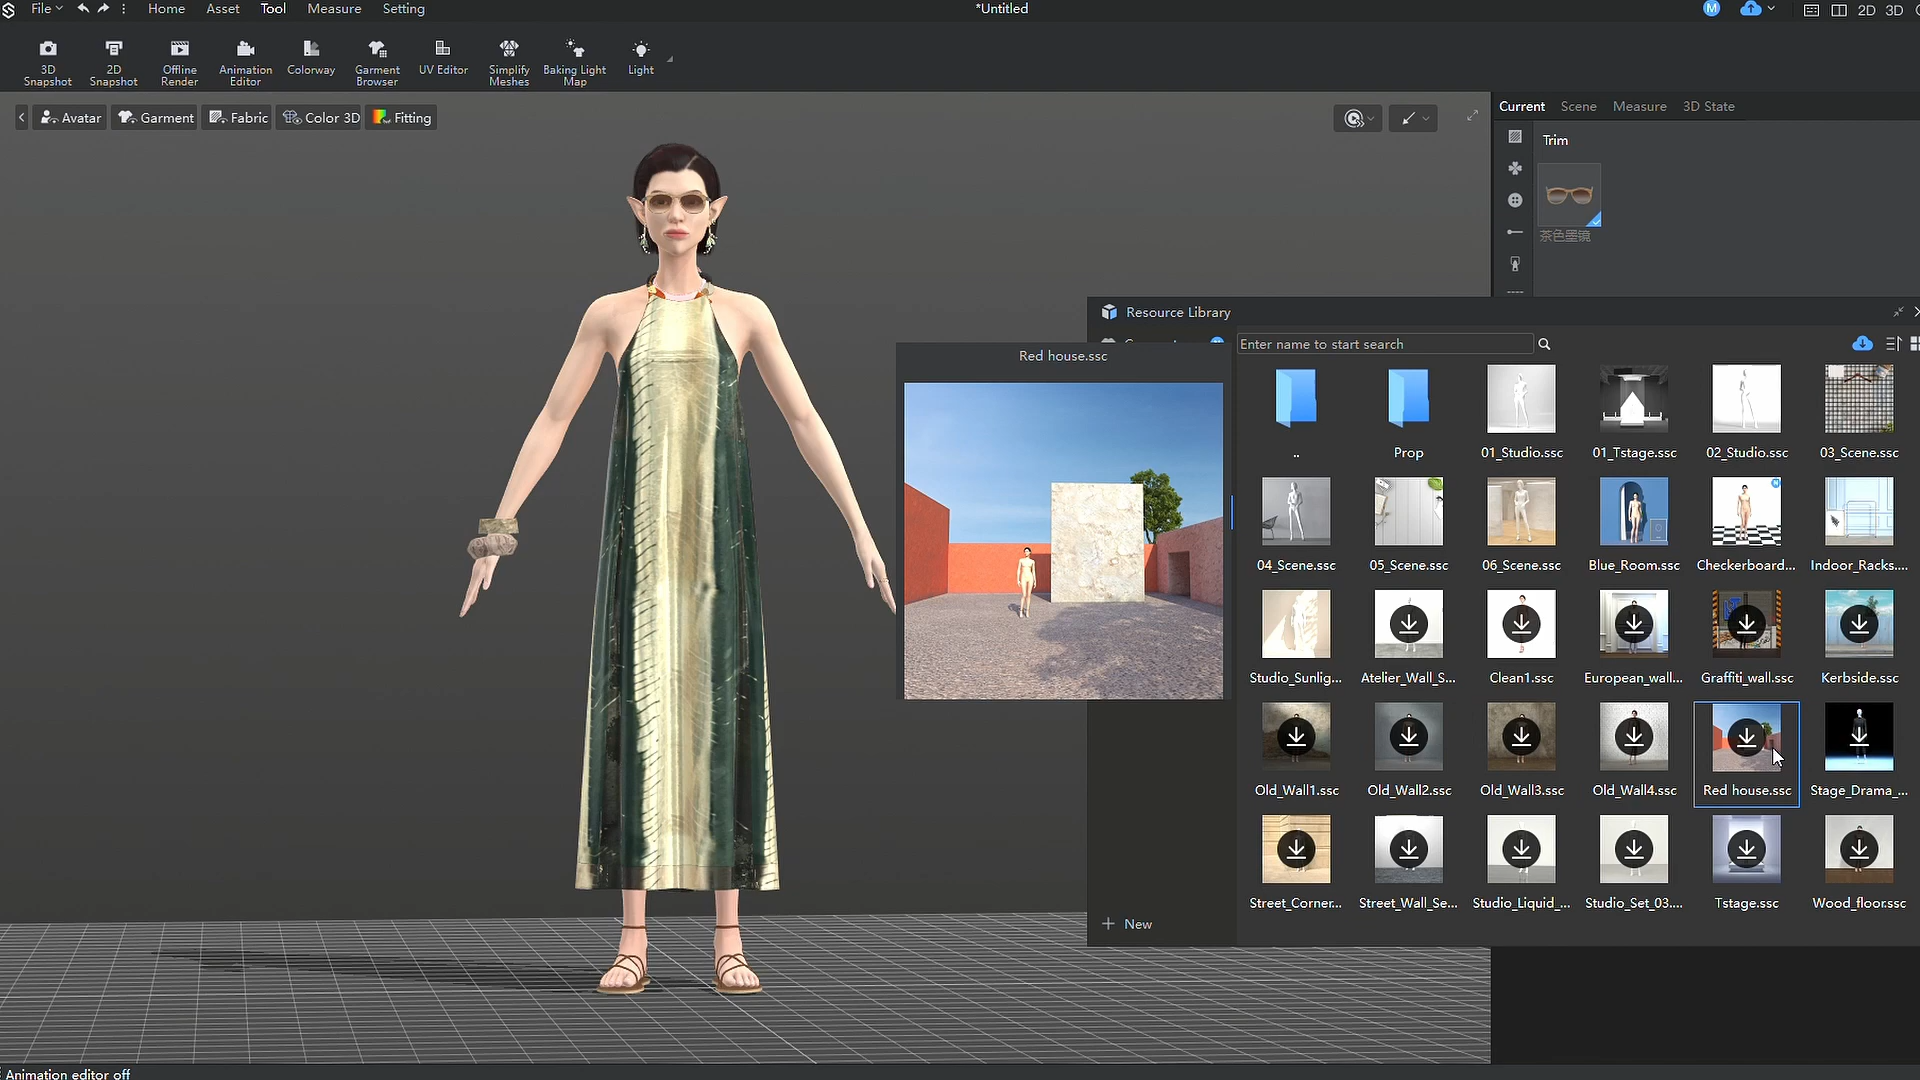 File
Home
Asset
Tool
Measure
Setting
*Untitled
M
2D
3D
3D
Snapshot
2D
Snapshot
Offline
Render
Animation
Editor
Colorway
Garment
Browser
UV Editor
Simplify
Meshes
Baking Light
Map
Light
Avatar
Garment
Fabric
Color 3D
Fitting
Current
Scene
Measure
3D State
Trim
茶色墨镜
Resource Library
Enter name to start search
Red house.ssc
..
Prop
01_Studio.ssc
01_Tstage.ssc
02_Studio.ssc
03_Scene.ssc
04_Scene.ssc
05_Scene.ssc
06_Scene.ssc
Blue_Room.ssc
Checkerboard...
Indoor_Racks....
Studio_Sunlig...
Atelier_Wall_S...
Clean1.ssc
European_wall...
Graffiti_wall.ssc
Kerbside.ssc
Old_Wall1.ssc
Old_Wall2.ssc
Old_Wall3.ssc
Old_Wall4.ssc
Red house.ssc
Stage_Drama_...
Street_Corner...
Street_Wall_Se...
Studio_Liquid_...
Studio_Set_03....
Tstage.ssc
Wood_floor.ssc
New
Animation editor off